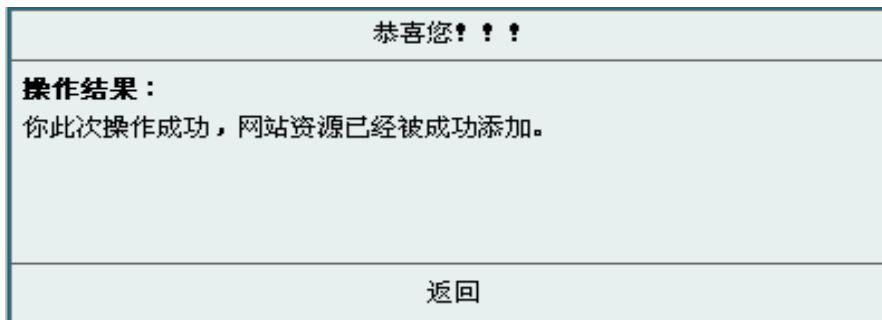 恭喜您！！！
操作结果：
你此次操作成功，网站资源已经被成功添加。
返回